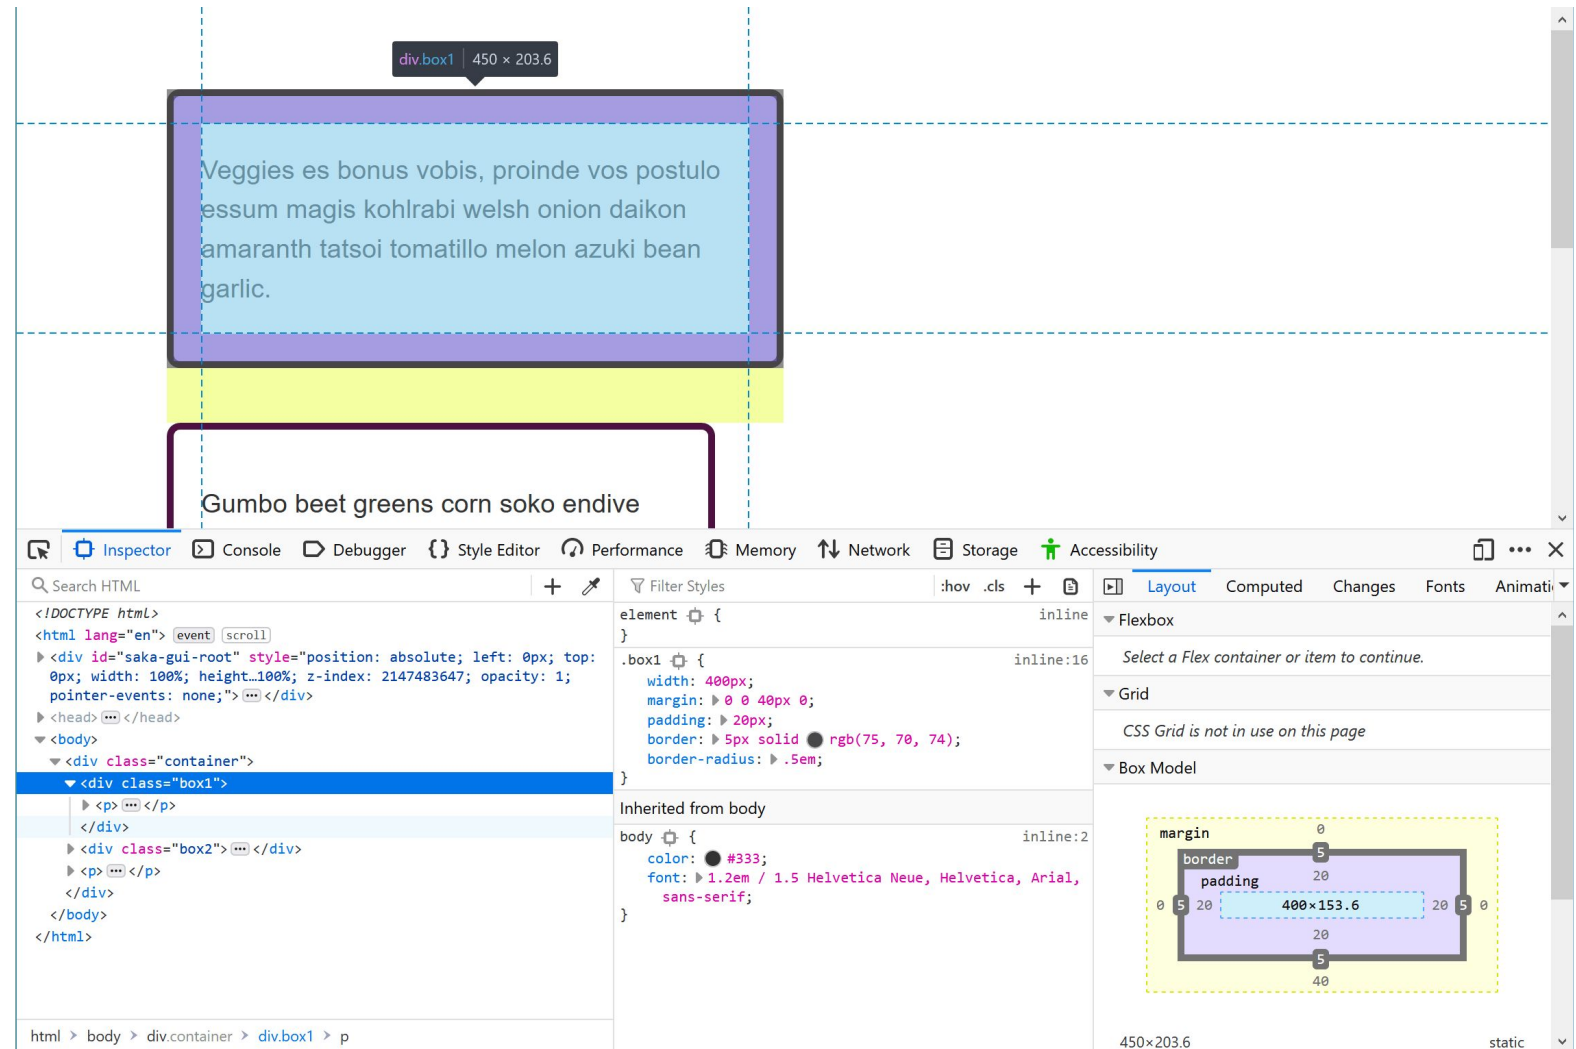 div.box1 450 × 203.6
Veggies es bonus vobis, proinde vos postulo
essum magis kohlrabi welsh onion daikon
amaranth tatsoi tomatillo melon azuki bean
garlic.
Gumbo beet greens corn soko endive
Inspector Console Debugger {} Style Editor Performance Memory Network Storage Accessibility
Search HTML
<!DOCTYPE html>
<html lang="en"> event scroll
<div id="saka-gui-root" style="position: absolute; left: 0px; top:
0px; width: 100%; height…100%; z-index: 2147483647; opacity: 1;
pointer-events: none;"> ••• </div>
<head> ••• </head>
<body>
<div class="container">
<div class="box1">
<p> ••• </p>
</div>
<div class="box2"> ••• </div>
<p> ••• </p>
</div>
</body>
</html>
html > body > div.container > div.box1 > p
Filter Styles :hov .cls +
element { inline
}
.box1 { inline:16
width: 400px;
margin: 0 0 40px 0;
padding: 20px;
border: 5px solid rgb(75, 70, 74);
border-radius: .5em;
}
Inherited from body
body { inline:2
color: #333;
font: 1.2em / 1.5 Helvetica Neue, Helvetica, Arial,
sans-serif;
}
Layout Computed Changes Fonts Animati
Flexbox
Select a Flex container or item to continue.
Grid
CSS Grid is not in use on this page
Box Model
margin 0
border 5
padding 20
0 5 20 400×153.6 20 5 0
20
5
40
450×203.6 static